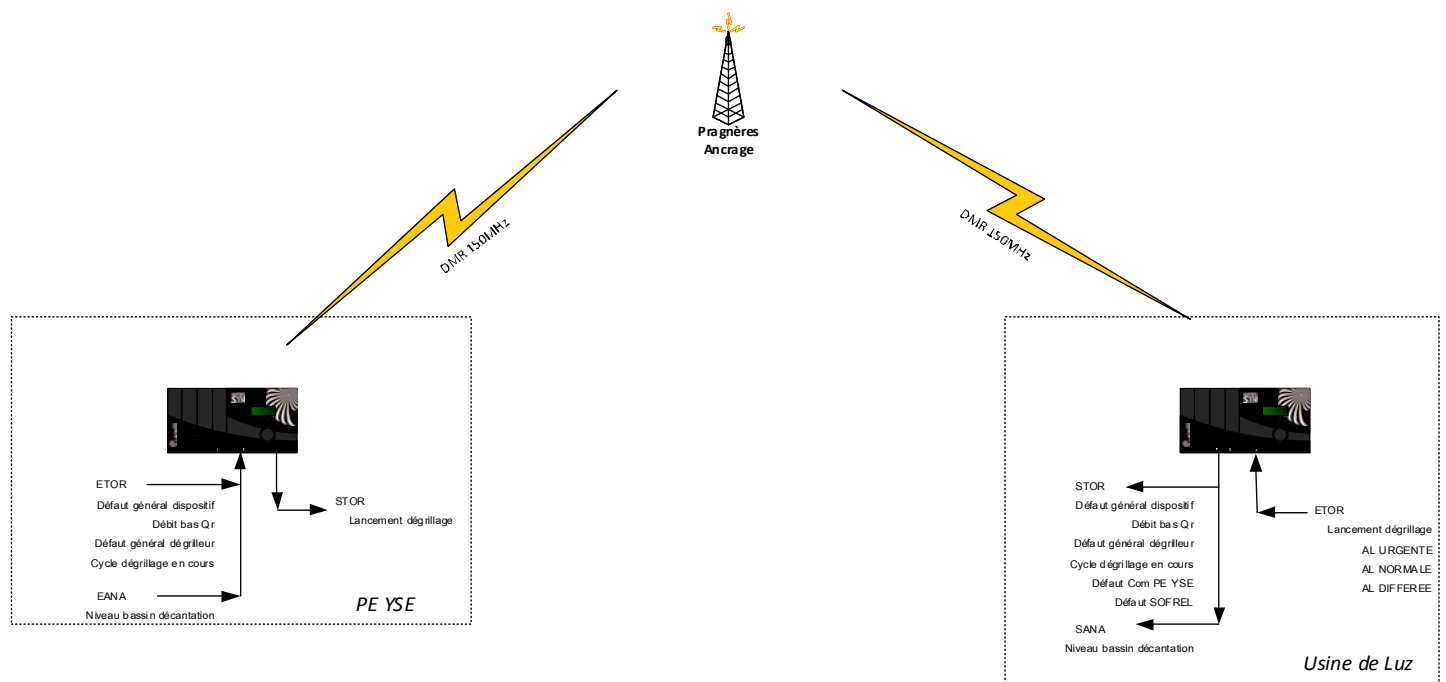 Pragnères
Ancrage
DMR 150MHz
DMR 150MHz
ETOR
Défaut général dispositif
Débit bas Qr
Défaut général dégrilleur
Cycle dégrillage en cours
EANA
Niveau bassin décantation
STOR
Lancement dégrillage
PE YSE
STOR
Défaut général dispositif
Débit bas Qr
Défaut général dégrilleur
Cycle dégrillage en cours
Défaut Com PE YSE
Défaut SOFREL
SANA
Niveau bassin décantation
ETOR
Lancement dégrillage
AL URGENTE
AL NORMALE
AL DIFFEREE
Usine de Luz